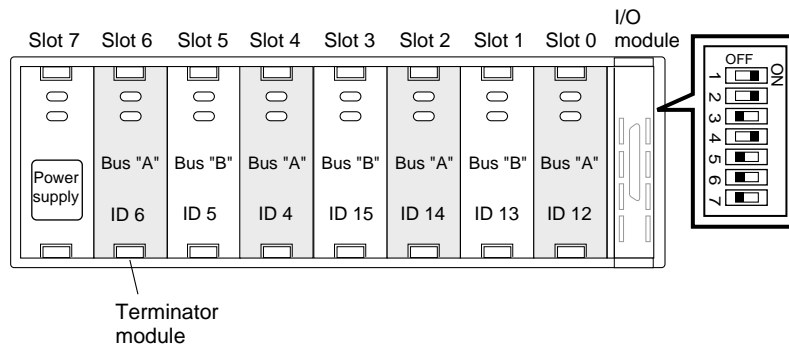 I/O
module
Slot 7 Slot 6 Slot 5 Slot 4 Slot 3 Slot 2 Slot 1 Slot 0
OFF
ON
1
2
3
4
5
6
7
Power
supply
Bus "A" Bus "B" Bus "A" Bus "B" Bus "A" Bus "B" Bus "A"
ID 6 ID 5 ID 4 ID 15 ID 14 ID 13 ID 12
Terminator
module